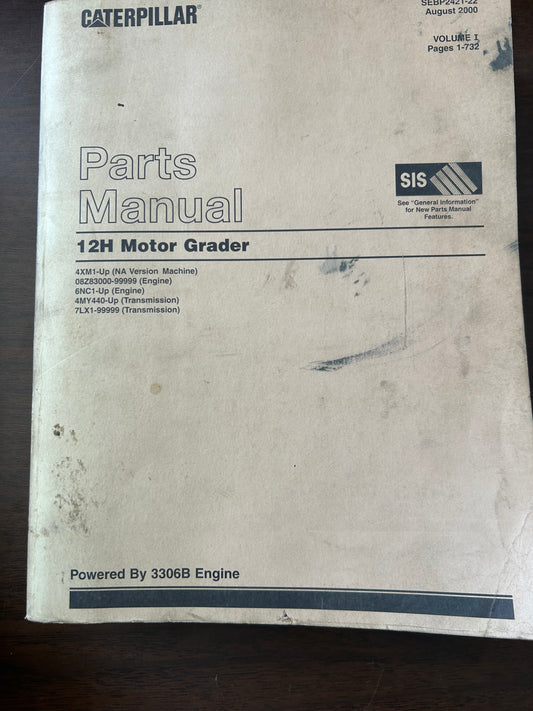 CATERPILLAR®
SEBP2421-22
August 2000
VOLUME I
Pages 1-732
Parts
Manual
SIS
See "General Information"
for New Parts Manual
Features.
12H Motor Grader
4XM1-Up (NA Version Machine)
08Z83000-99999 (Engine)
6NC1-Up (Engine)
4MY440-Up (Transmission)
7LX1-99999 (Transmission)
Powered By 3306B Engine